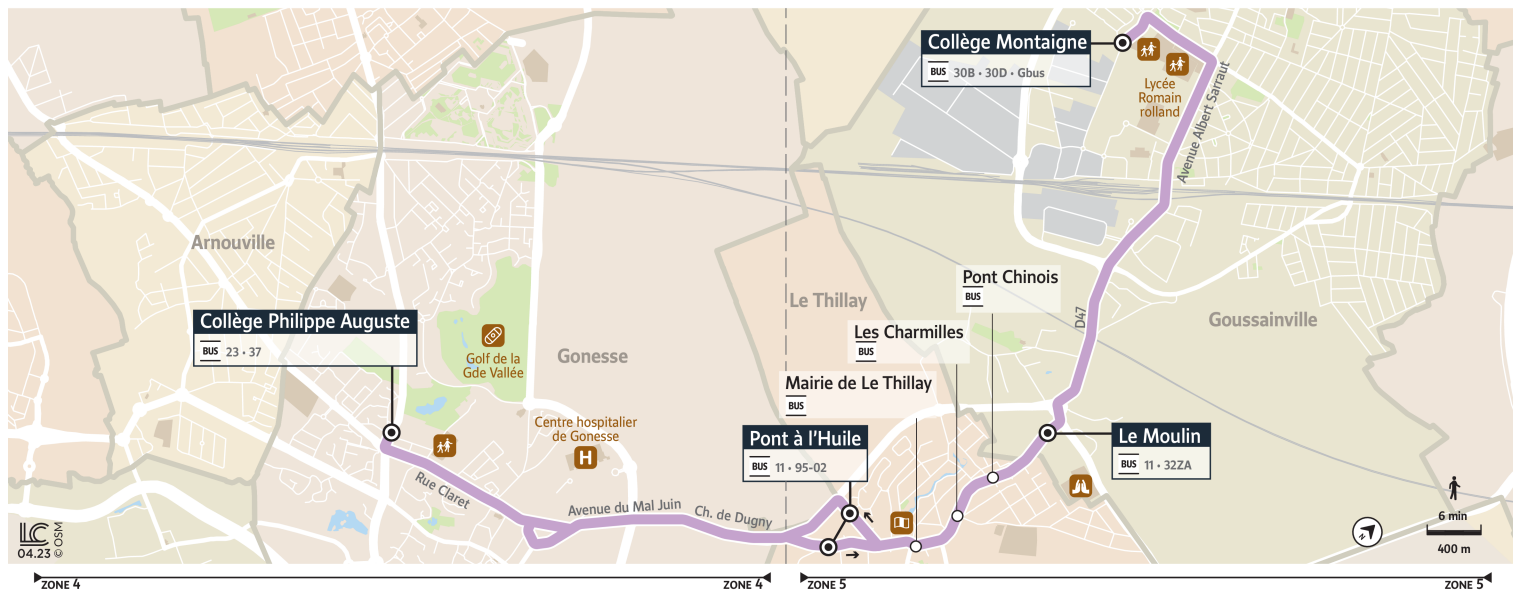 Collège Montaigne
BUS 30B • 30D • Gbus
Lycée
Romain
rolland
Avenue Albert Sarraut
Arnouville
Pont Chinois
BUS
Le Thillay
D47
Goussainville
Collège Philippe Auguste
BUS 23 • 37
Golf de la
Gde Vallée
Gonesse
Les Charmilles
BUS
Mairie de Le Thillay
BUS
Centre hospitalier
de Gonesse
H
Pont à l'Huile
BUS 11 • 95-02
Le Moulin
BUS 11 • 32ZA
Rue Claret
Avenue du Mal Juin
Ch. de Dugny
LC
04.23 © OSM
N
6 min
400 m
ZONE 4
ZONE 4
ZONE 5
ZONE 5